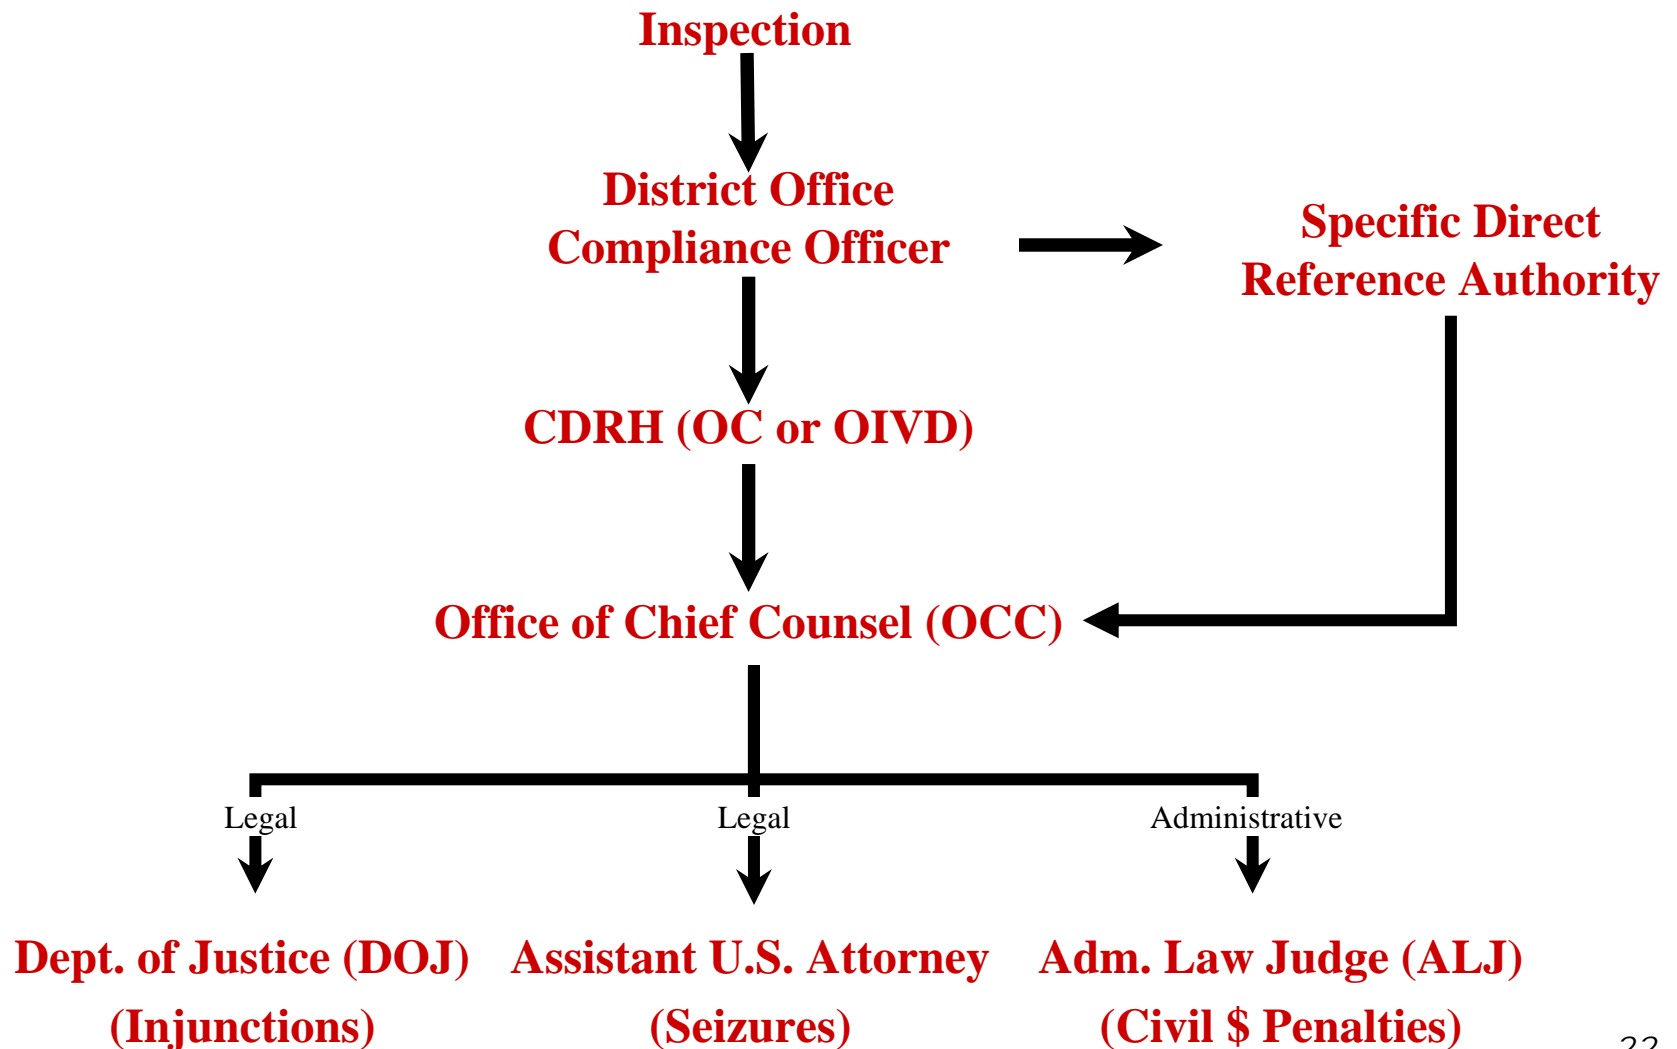 Inspection
District Office
Compliance Officer
Specific Direct
Reference Authority
CDRH (OC or OIVD)
Office of Chief Counsel (OCC)
Legal
Legal
Administrative
Dept. of Justice (DOJ)
(Injunctions)
Assistant U.S. Attorney
(Seizures)
Adm. Law Judge (ALJ)
(Civil $ Penalties)
22